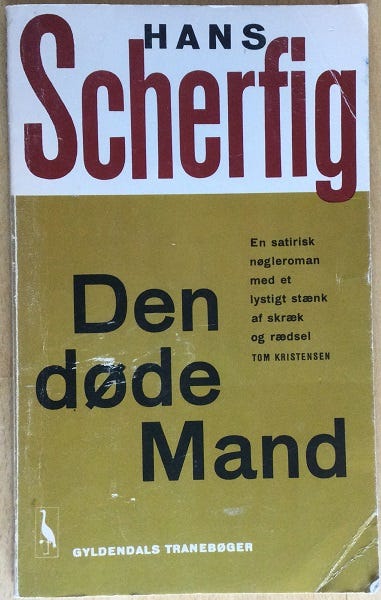 HANS
Scherfig
En satirisk
nøgleroman
med et
lystigt stænk
af skræk
og rædsel
TOM KRISTENSEN
Den
døde
Mand
GYLDENDALS TRANEBØGER